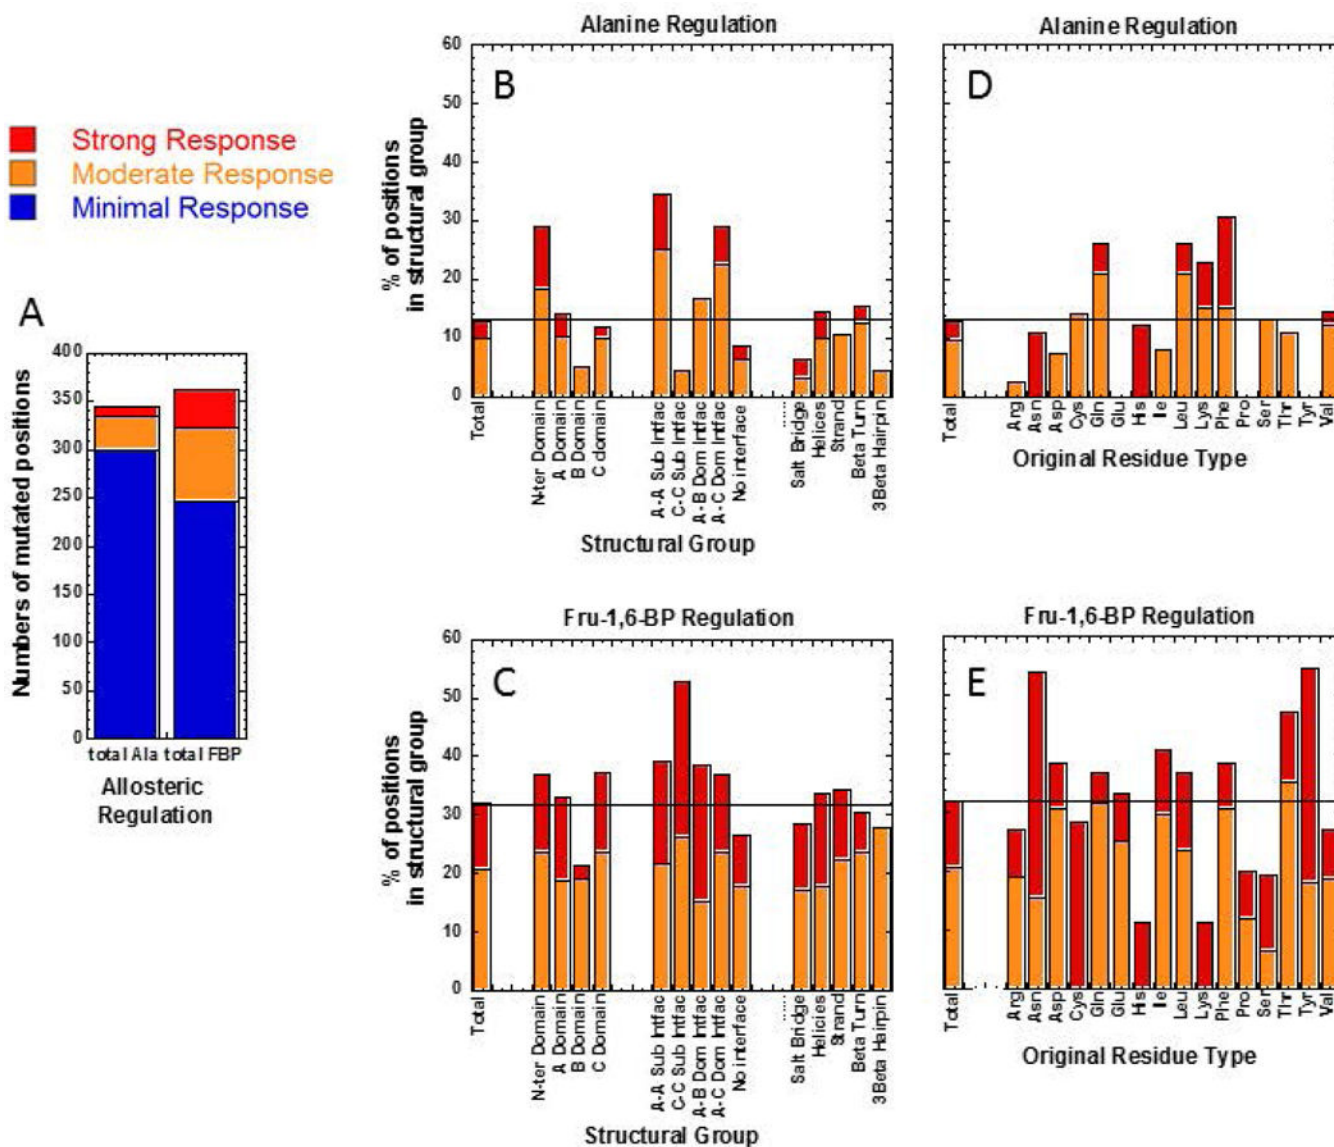 Strong Response
Moderate Response
Minimal Response
A
Numbers of mutated positions
400
350
300
250
200
150
100
50
0
total Ala total FBP
Allosteric
Regulation
Alanine Regulation
B
% of positions
in structural group
60
50
40
30
20
10
0
Total
N-ter Domain
A Domain
B Domain
C domain
A-A Sub Intfac
C-C Sub Intfac
A-B Dom Intfac
A-C Dom Intfac
No interface
......
Salt Bridge
Helices
Strand
Beta Turn
3Beta Hairpin
Structural Group
Alanine Regulation
D
Total
Arg
Asn
Asp
Cys
Gln
Glu
His
Ile
Leu
Lys
Phe
Pro
Ser
Thr
Tyr
Val
Original Residue Type
Fru-1,6-BP Regulation
C
% of positions
in structural group
60
50
40
30
20
10
0
Total
N-ter Domain
A Domain
B Domain
C Domain
A-A Sub Intfac
C-C Sub Intfac
A-B Dom Intfac
A-C Dom Intfac
No interface
......
Salt Bridge
Helicies
Strand
Beta Turn
3Beta Hairpin
Structural Group
Fru-1,6-BP Regulation
E
Total
Arg
Asn
Asp
Cys
Gln
Glu
His
Ile
Leu
Lys
Phe
Pro
Ser
Thr
Tyr
Val
Original Residue Type